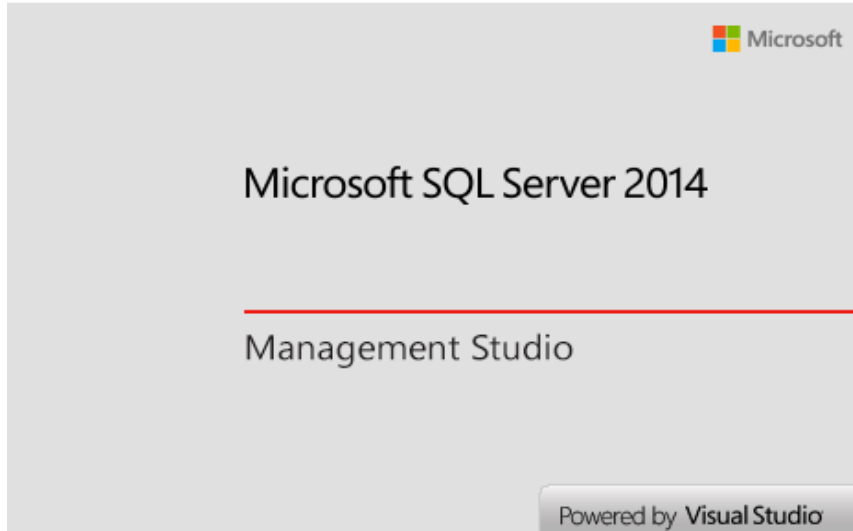 Microsoft
Microsoft SQL Server 2014
Management Studio
Powered by Visual Studio